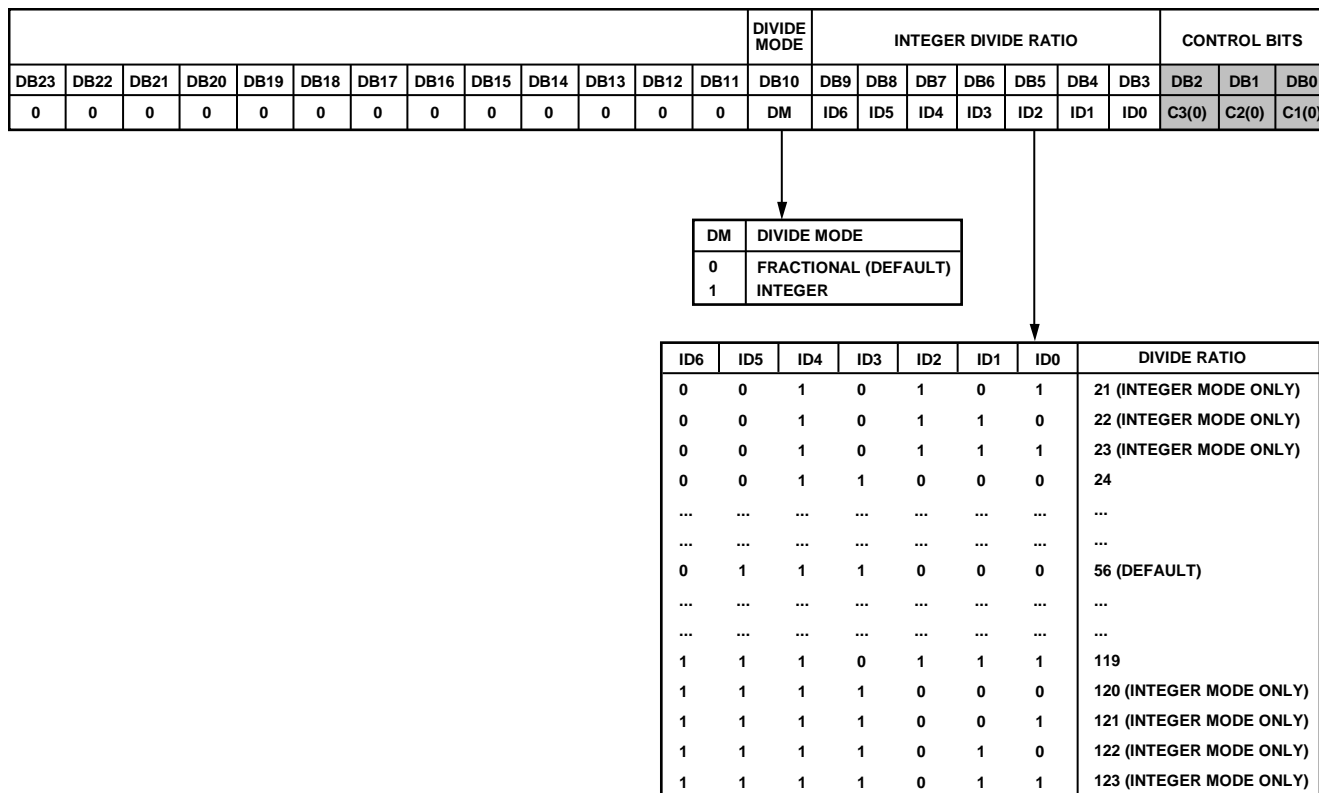 DIVIDE MODE INTEGER DIVIDE RATIO CONTROL BITS
DB23 DB22 DB21 DB20 DB19 DB18 DB17 DB16 DB15 DB14 DB13 DB12 DB11 DB10 DB9 DB8 DB7 DB6 DB5 DB4 DB3 DB2 DB1 DB0
0 0 0 0 0 0 0 0 0 0 0 0 0 DM ID6 ID5 ID4 ID3 ID2 ID1 ID0 C3(0) C2(0) C1(0)
DM DIVIDE MODE
0 FRACTIONAL (DEFAULT)
1 INTEGER
ID6 ID5 ID4 ID3 ID2 ID1 ID0 DIVIDE RATIO
0 0 1 0 1 0 1 21 (INTEGER MODE ONLY)
0 0 1 0 1 1 0 22 (INTEGER MODE ONLY)
0 0 1 0 1 1 1 23 (INTEGER MODE ONLY)
0 0 1 1 0 0 0 24
... ... ... ... ... ... ... ...
... ... ... ... ... ... ... ...
0 1 1 1 0 0 0 56 (DEFAULT)
... ... ... ... ... ... ... ...
... ... ... ... ... ... ... ...
1 1 1 0 1 1 1 119
1 1 1 1 0 0 0 120 (INTEGER MODE ONLY)
1 1 1 1 0 0 1 121 (INTEGER MODE ONLY)
1 1 1 1 0 1 0 122 (INTEGER MODE ONLY)
1 1 1 1 0 1 1 123 (INTEGER MODE ONLY)